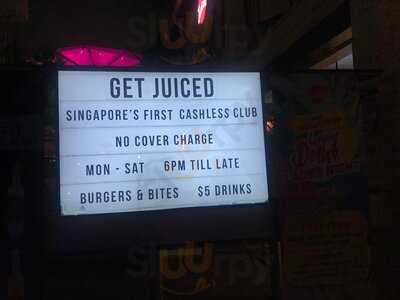 GET JUICED
SINGAPORE'S FIRST CASHLESS CLUB
NO COVER CHARGE
MON - SAT 6PM TILL LATE
BURGERS & BITES $5 DRINKS